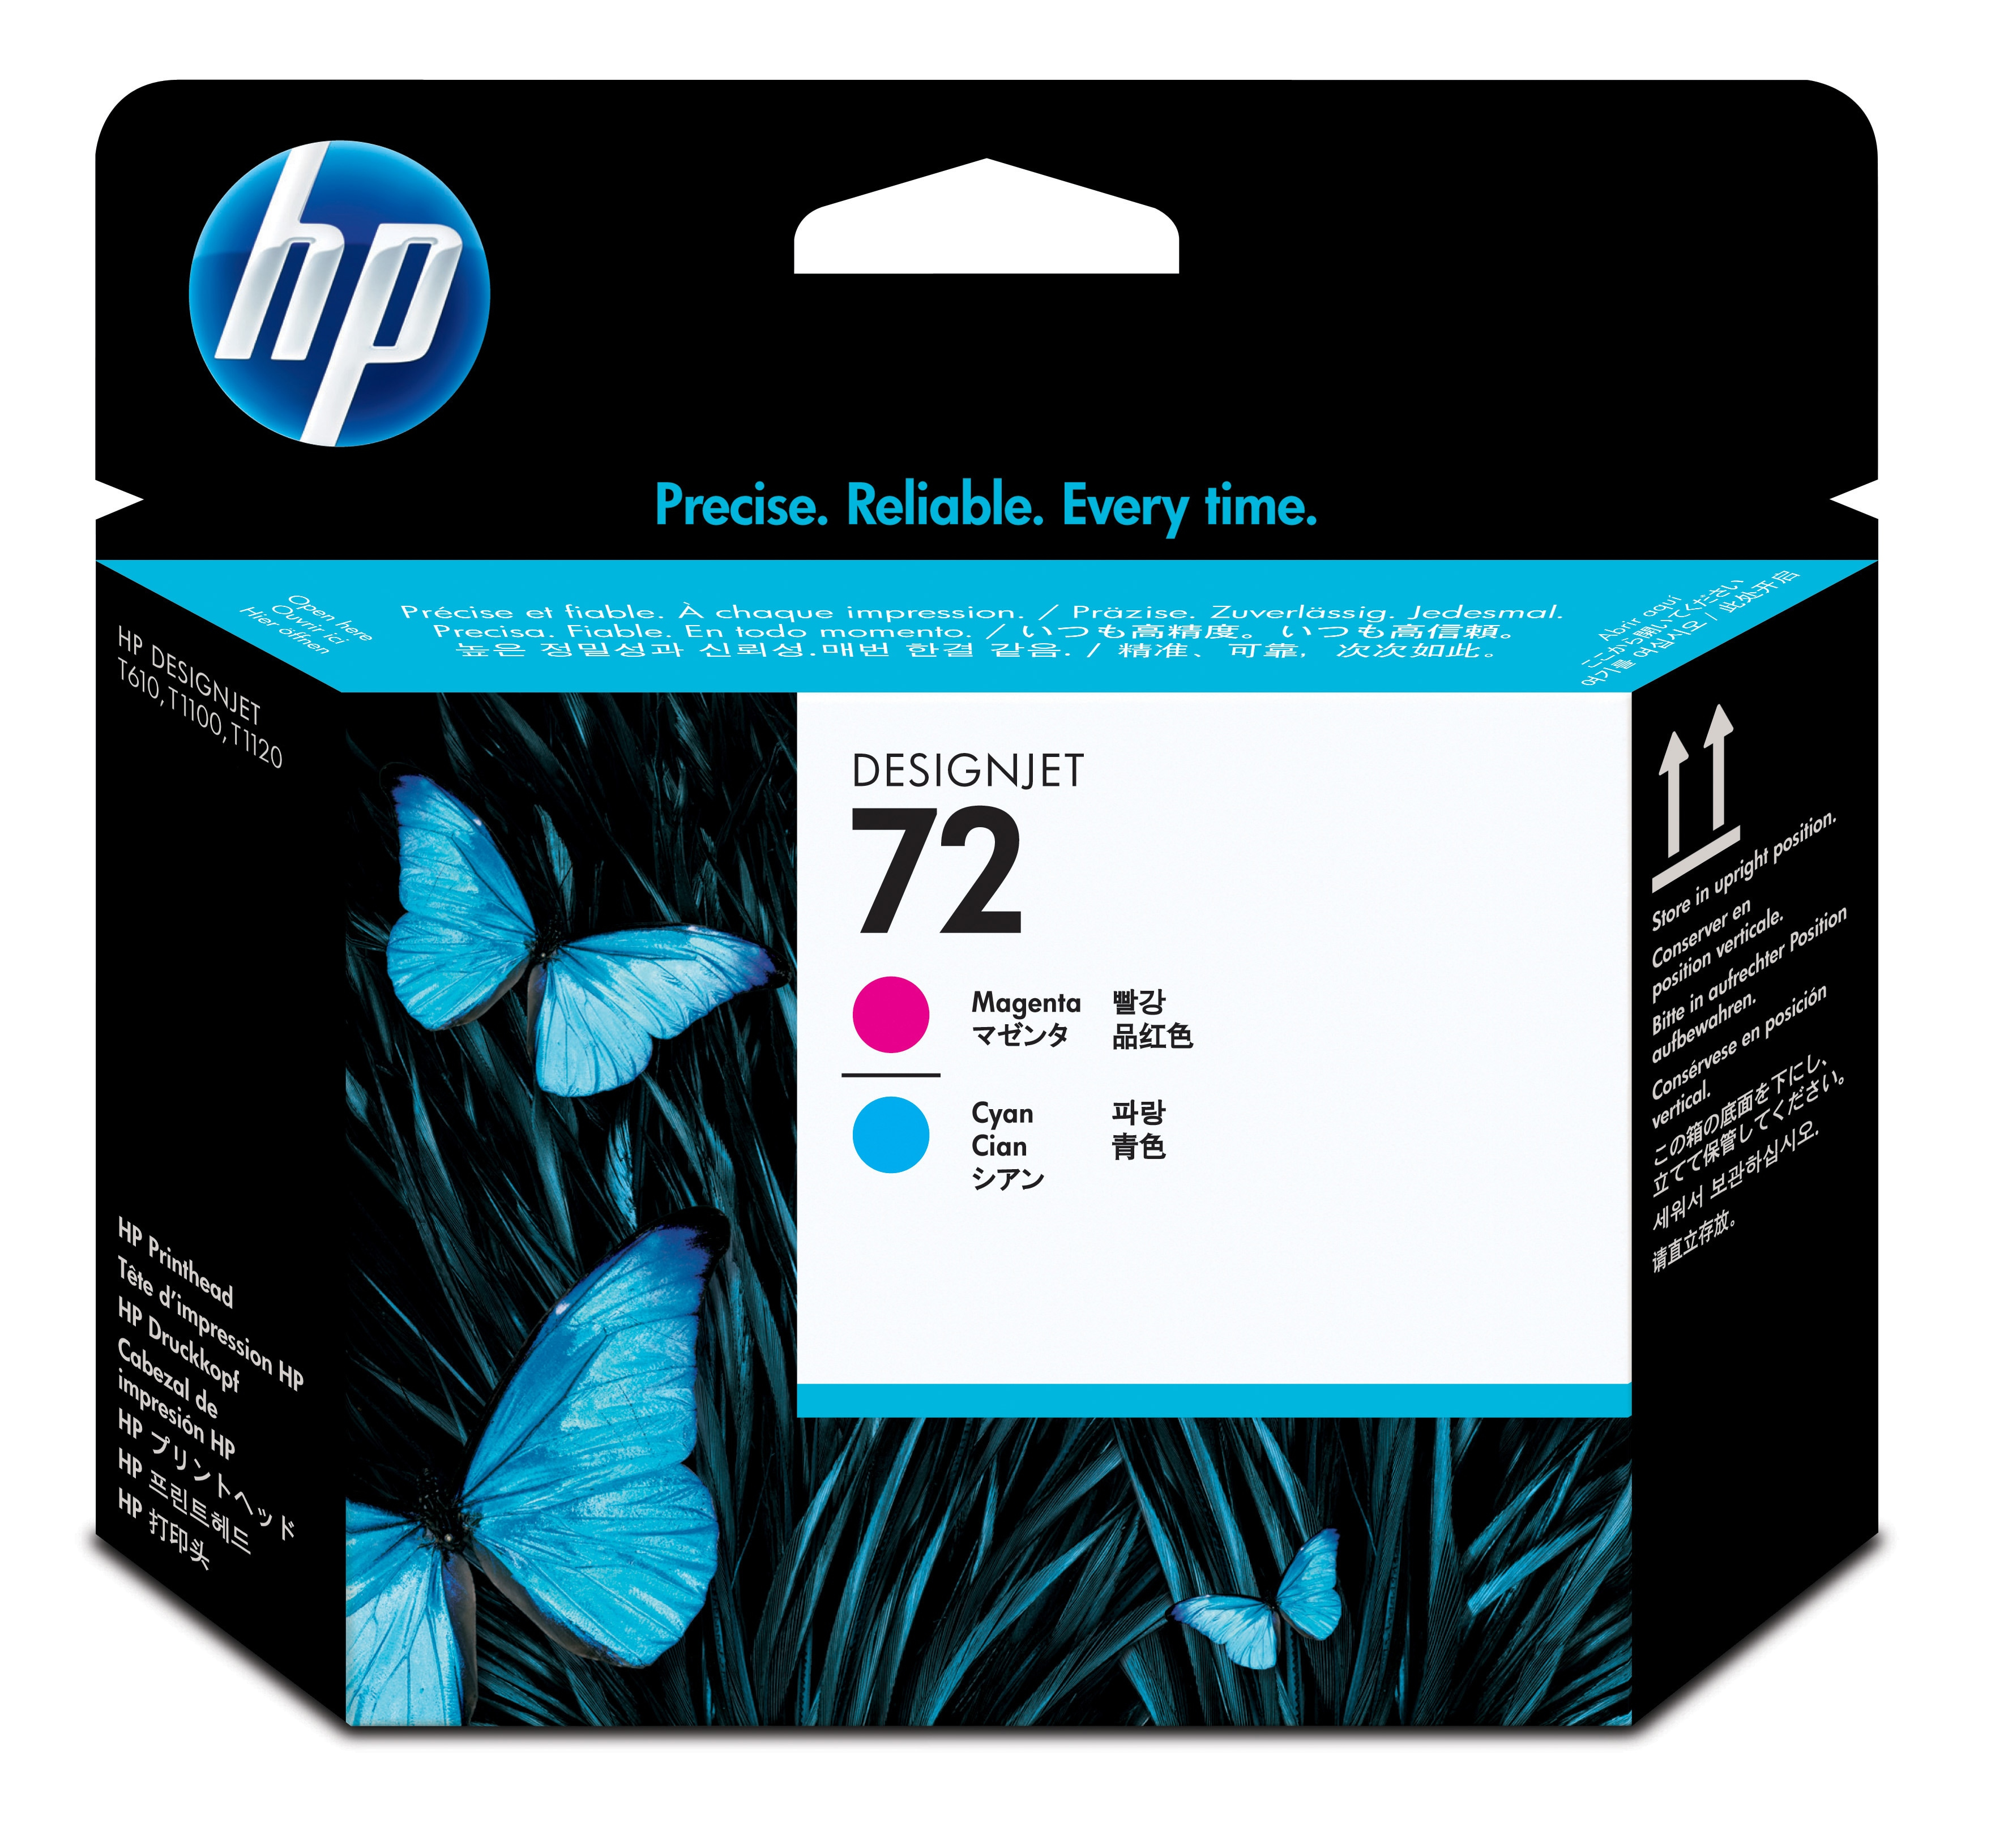 hp
Precise. Reliable. Every time.
Open here
Ouvrir ici
Hier öffnen
Précise et fiable. À chaque impression. / Präzise. Zuverlässig. Jedesmal.
Precisa. Fiable. En todo momento. / いつも高精度。いつも高信頼。
높은 정밀성과 신뢰성.매번 한결 같음. / 精准、可靠，次次如此。
Abrir aquí
ここから開いてください
여기를 여십시오 / 此处开启
HP DESIGNJET
T610, T1100, T1120
DESIGNJET
72
Magenta 빨강
マゼンタ 品红色
Cyan 파랑
Cian 青色
シアン
HP Printhead
Tête d'impression HP
HP Druckkopf
Cabezal de
impresión HP
HP プリントヘッド
HP 프린트헤드
HP 打印头
Store in upright position.
Conserver en
position verticale.
Bitte in aufrechter Position
aufbewahren.
Consérvese en posición
vertical.
この箱の底面を下にし、
立てて保管してください。
세워서 보관하십시오.
请直立存放。